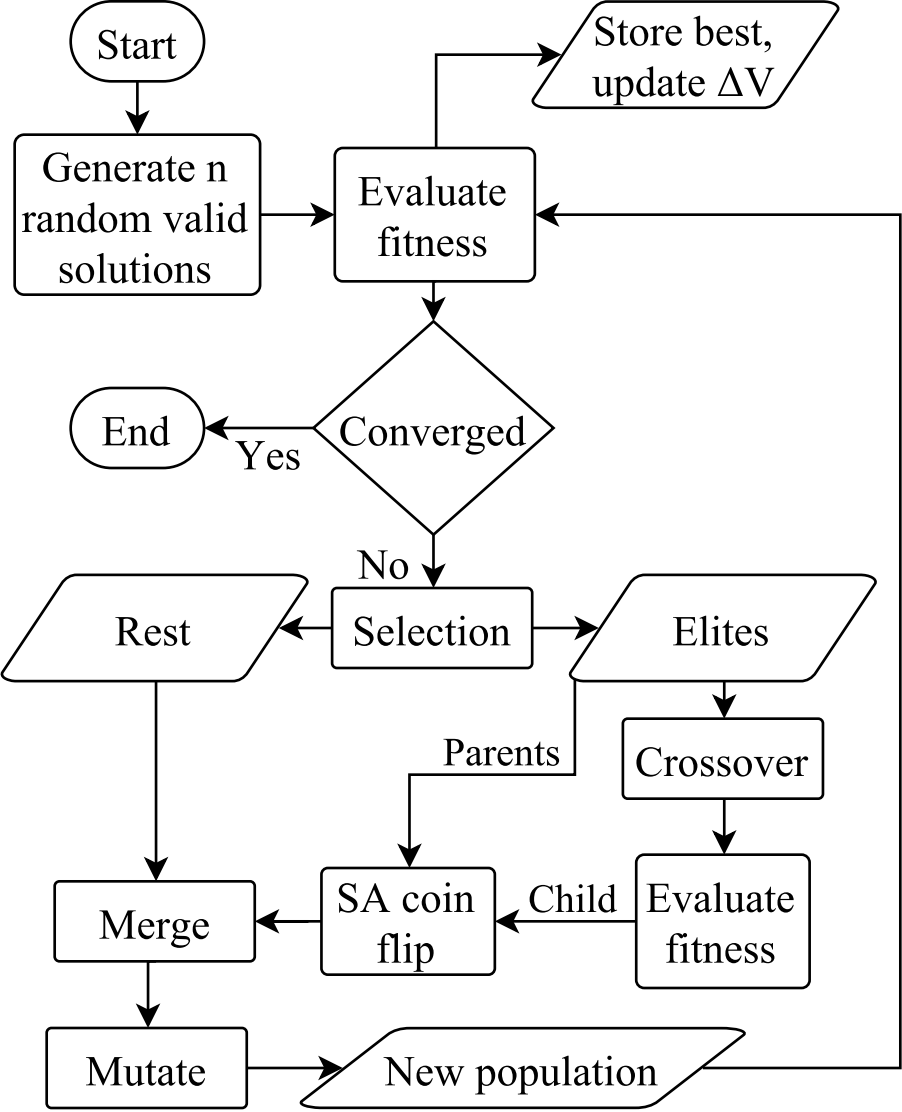 Start
Store best,
update ΔV
Generate n
random valid
solutions
Evaluate
fitness
End
Yes
Converged
No
Rest
Selection
Elites
Parents
Crossover
Merge
SA coin
flip
Child
Evaluate
fitness
Mutate
New population